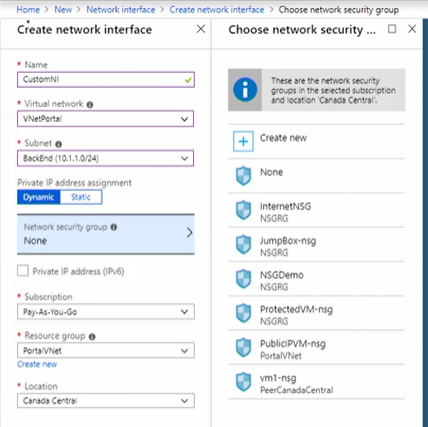 Home > New > Network interface > Create network interface > Choose network security group
Create network interface
* Name
CustomNI
* Virtual network
VNetPortal
* Subnet
BackEnd (10.1.1.0/24)
Private IP address assignment
Dynamic Static
Network security group
None
Private IP address (IPv6)
* Subscription
Pay-As-You-Go
* Resource group
PortalVNet
Create new
* Location
Canada Central
Choose network security ...
These are the network security
groups in the selected subscription
and location 'Canada Central'.
Create new
None
InternetNSG
NSGRG
JumpBox-nsg
NSGRG
NSGDemo
NSGRG
ProtectedVM-nsg
NSGRG
PublicIPVM-nsg
PortalVNet
vm1-nsg
PeerCanadaCentral